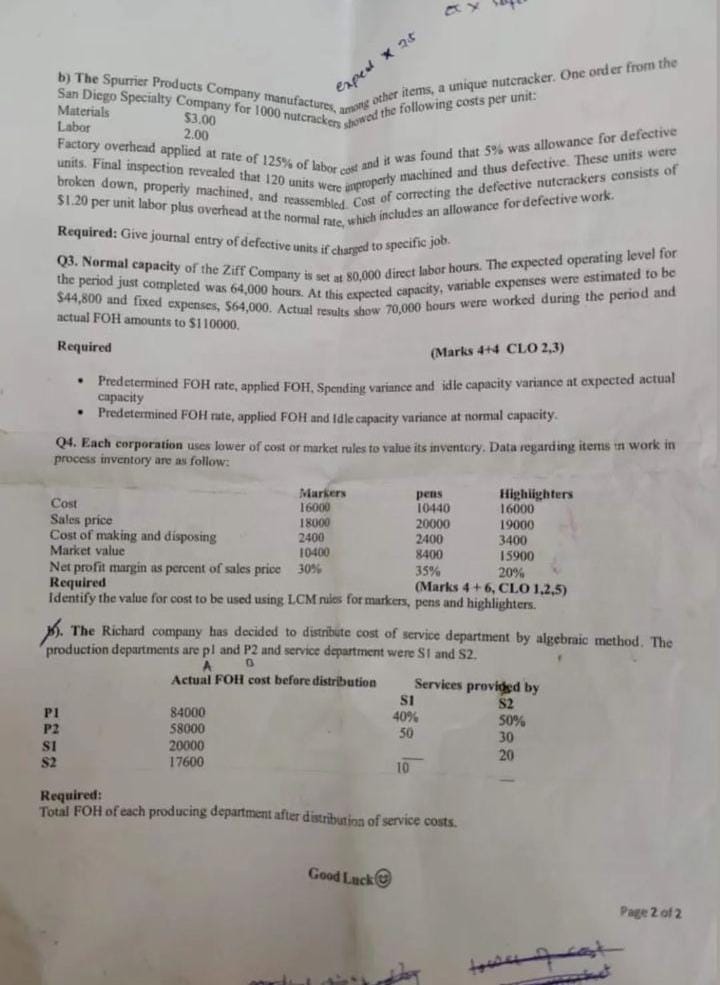 expect * 25
b) The Spurrier Products Company manufactures, among other items, a unique nutcracker. One order from the
San Diego Specialty Company for 1000 nutcrackers showed the following costs per unit:
Materials $3.00
Labor 2.00
Factory overhead applied at rate of 125% of labor cost and it was found that 5% was allowance for defective
units. Final inspection revealed that 120 units were improperly machined and thus defective. These units were
broken down, properly machined, and reassembled. Cost of correcting the defective nutcrackers consists of
$1.20 per unit labor plus overhead at the normal rate, which includes an allowance for defective work.
Required: Give journal entry of defective units if charged to specific job.
Q3. Normal capacity of the Ziff Company is set at 80,000 direct labor hours. The expected operating level for
the period just completed was 64,000 hours. At this expected capacity, variable expenses were estimated to be
$44,800 and fixed expenses, $64,000. Actual results show 70,000 hours were worked during the period and
actual FOH amounts to $110000.
Required (Marks 4+4 CLO 2,3)
• Predetermined FOH rate, applied FOH, Spending variance and idle capacity variance at expected actual
capacity
• Predetermined FOH rate, applied FOH and Idle capacity variance at normal capacity.
Q4. Each corporation uses lower of cost or market rules to value its inventory. Data regarding items in work in
process inventory are as follow:
Markers pens Highlighters
Cost 16000 10440 16000
Sales price 18000 20000 19000
Cost of making and disposing 2400 2400 3400
Market value 10400 8400 15900
Net profit margin as percent of sales price 30% 35% 20%
Required (Marks 4 + 6, CLO 1,2,5)
Identify the value for cost to be used using LCM rules for markers, pens and highlighters.
b). The Richard company has decided to distribute cost of service department by algebraic method. The
production departments are p1 and P2 and service department were S1 and S2.
A B
Actual FOH cost before distribution Services provided by
S1 S2
P1 84000 40% 50%
P2 58000 50 30
S1 20000 __ 20
S2 17600 10 __
Required:
Total FOH of each producing department after distribution of service costs.
Good Luck☺
Page 2 of 2
lower of cost
market